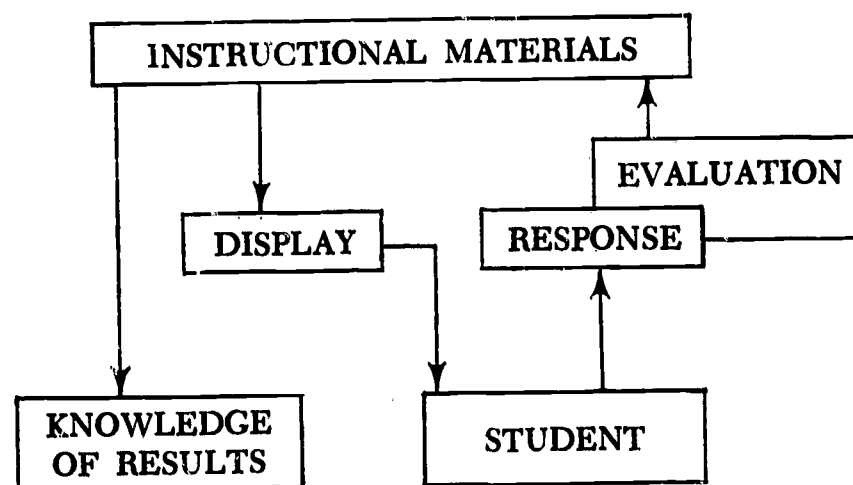 INSTRUCTIONAL MATERIALS
EVALUATION
DISPLAY
RESPONSE
KNOWLEDGE
OF RESULTS
STUDENT